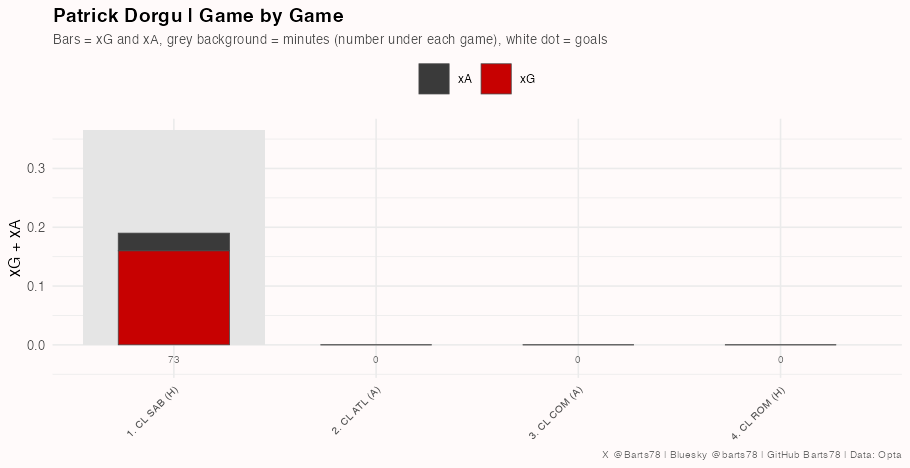 Patrick Dorgu | Game by Game
Bars = xG and xA, grey background = minutes (number under each game), white dot = goals
xA xG
xG + xA
0.3
0.2
0.1
0.0
73 0 0 0
1. CL SAB (H) 2. CL ATL (A) 3. CL COM (A) 4. CL ROM (H)
X @Barts78 | Bluesky @barts78 | GitHub Barts78 | Data: Opta